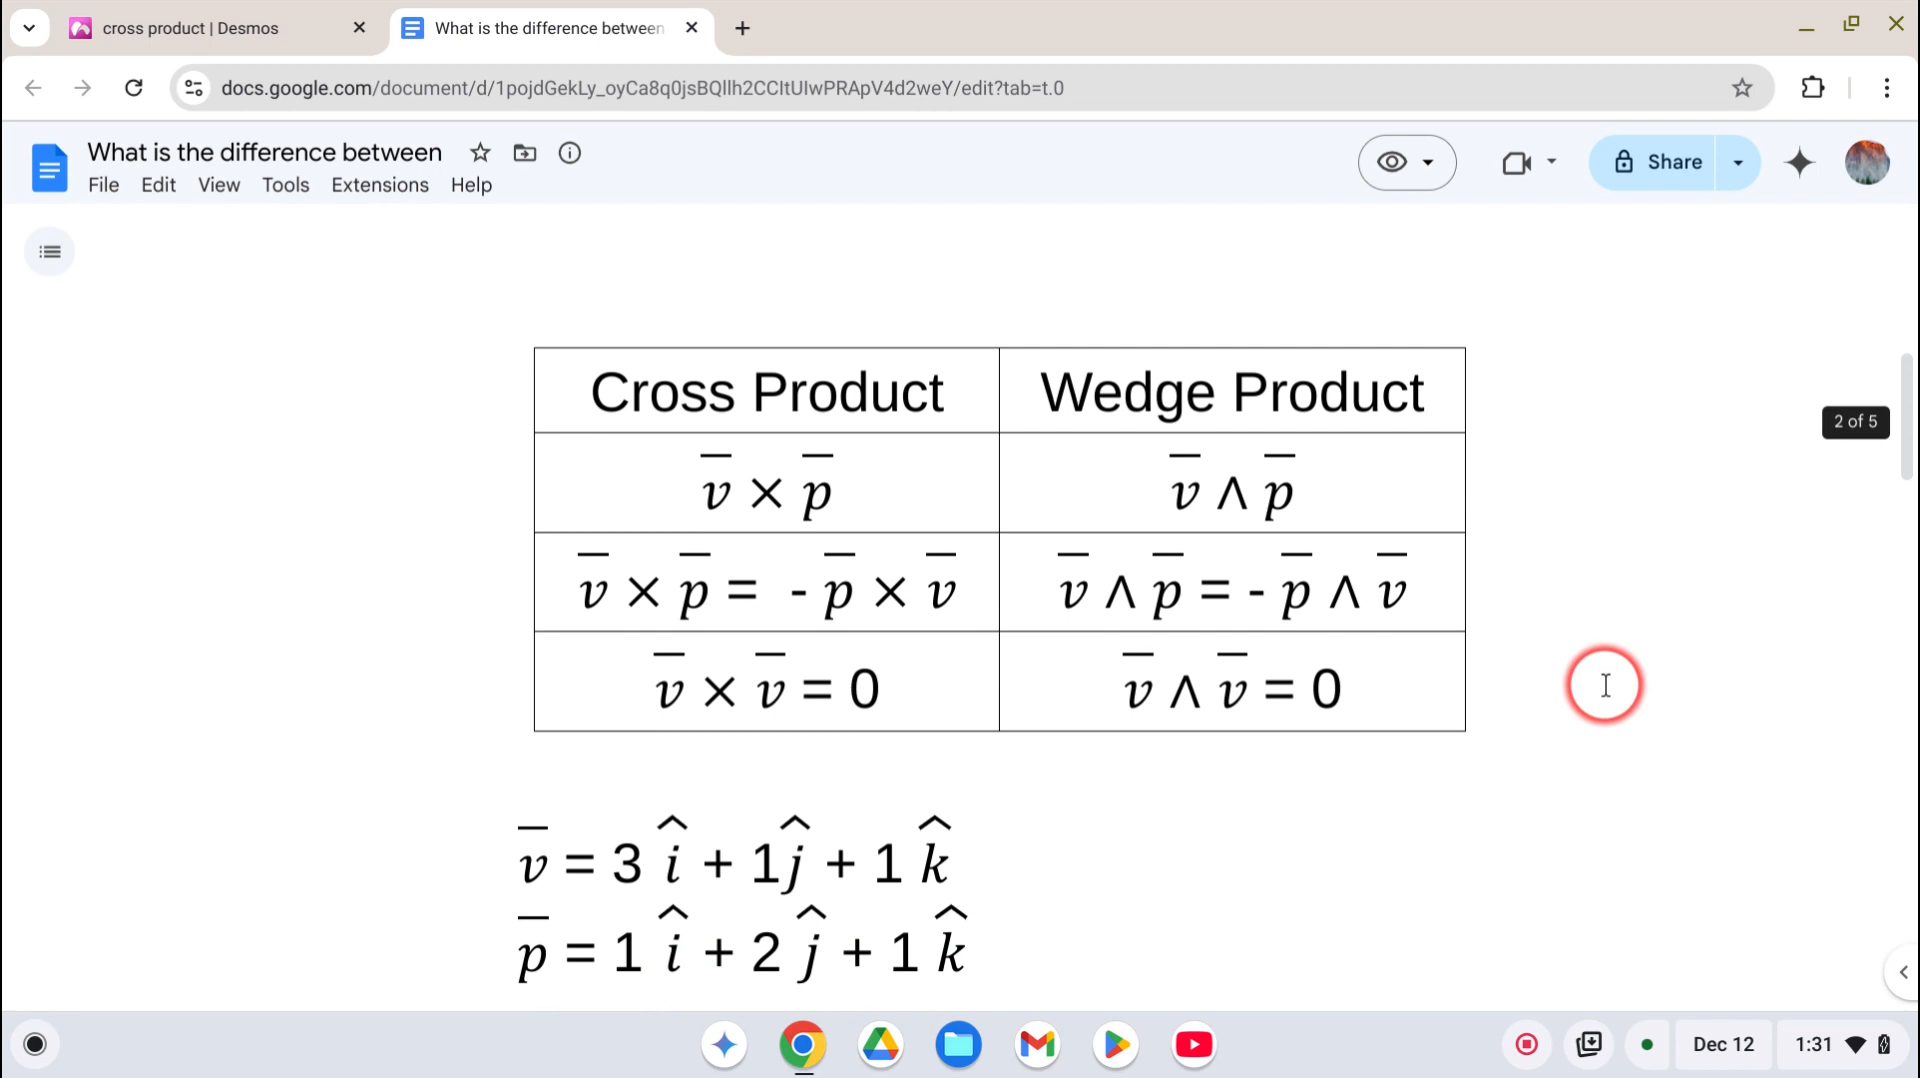 cross product | Desmos
What is the difference between
docs.google.com/document/d/1pojdGekLy_oyCa8q0jsBQllh2CCItUIwPRApV4d2weY/edit?tab=t.0
What is the difference between
File Edit View Tools Extensions Help
Share
Cross Product Wedge Product
v̅ × p̅ v̅ ∧ p̅
v̅ × p̅ = - p̅ × v̅ v̅ ∧ p̅ = - p̅ ∧ v̅
v̅ × v̅ = 0 v̅ ∧ v̅ = 0
2 of 5
v̅ = 3 î + 1ĵ + 1 k̂
p̅ = 1 î + 2 ĵ + 1 k̂
Dec 12 1:31